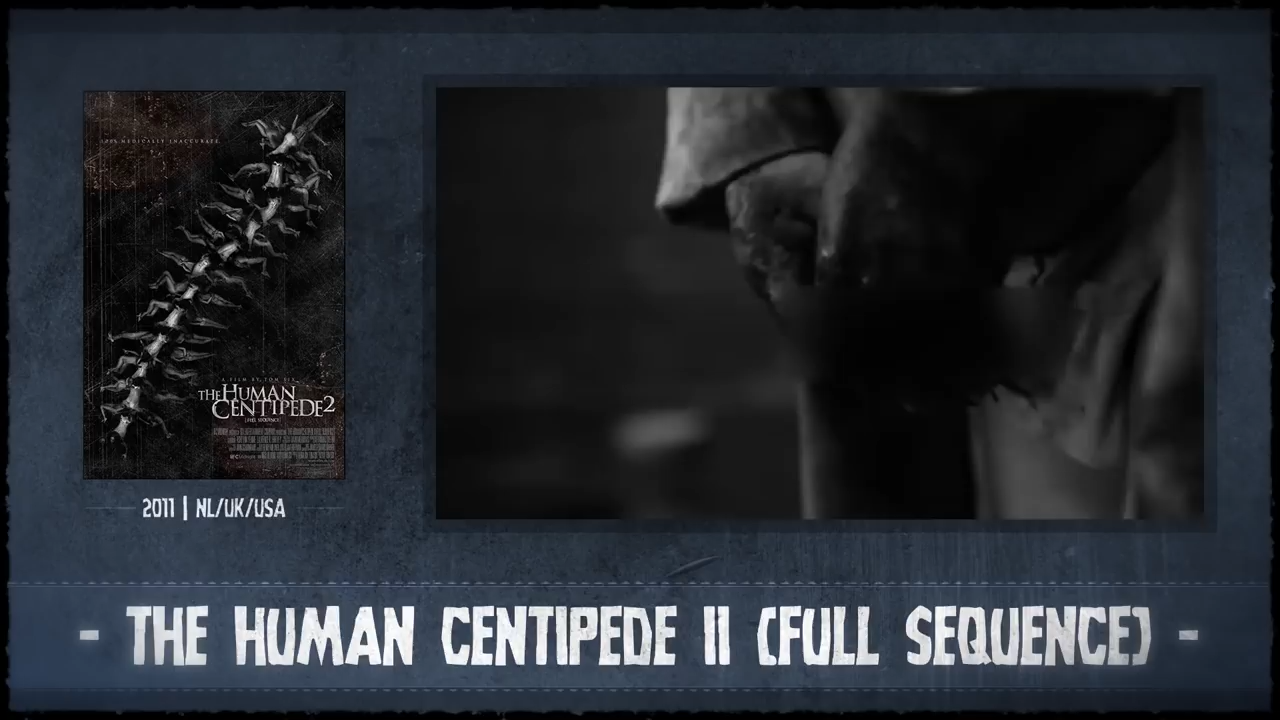 100% MEDICALLY INACCURATE
A FILM BY TOM SIX
THE HUMAN
CENTIPEDE 2
[FULL SEQUENCE]
2011 | NL/UK/USA
- THE HUMAN CENTIPEDE II (FULL SEQUENCE) -